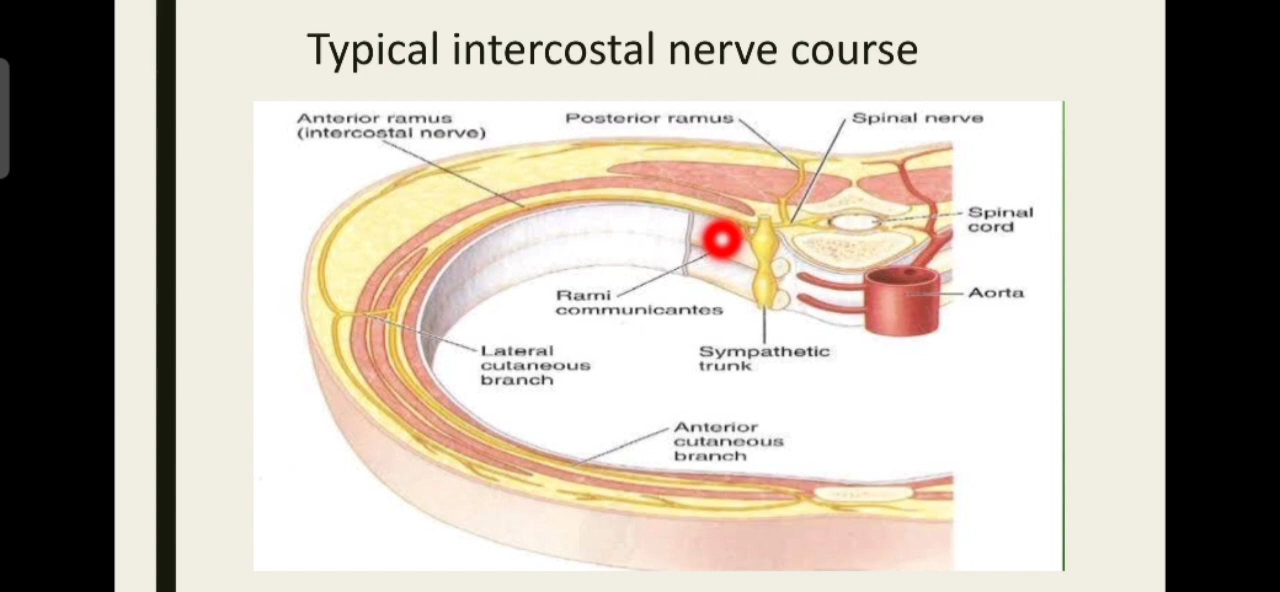 Typical intercostal nerve course
Anterior ramus
(intercostal nerve)
Posterior ramus
Spinal nerve
Spinal
cord
Rami
communicantes
Aorta
Lateral
cutaneous
branch
Sympathetic
trunk
Anterior
cutaneous
branch